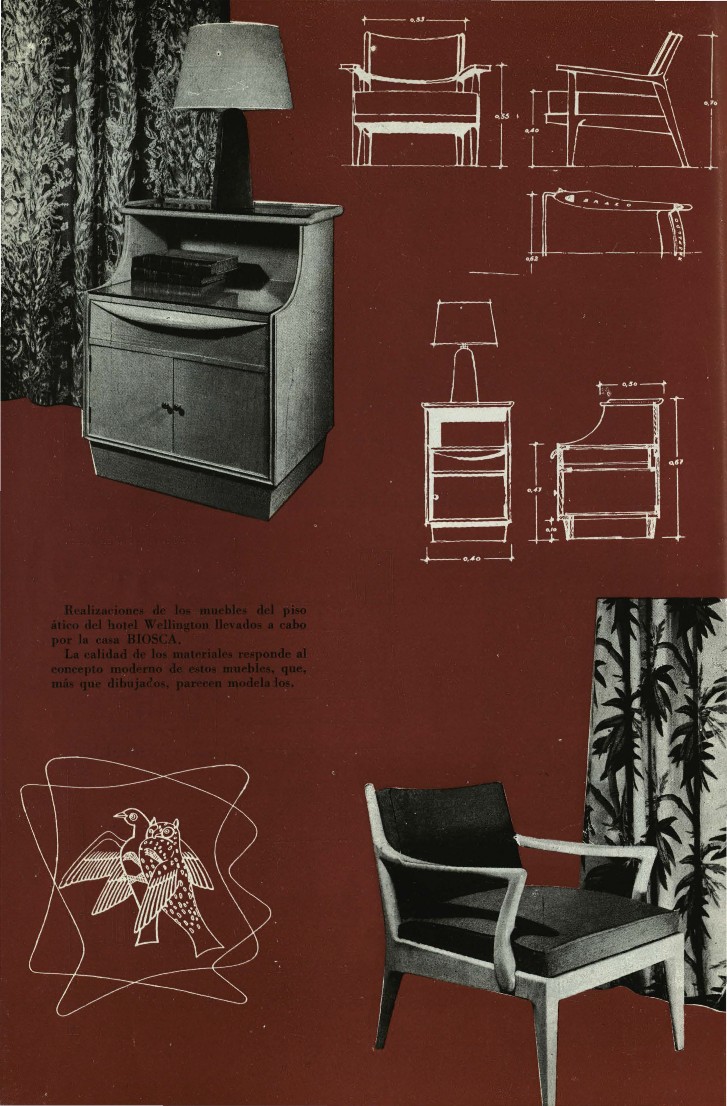 0,53
0,55
0,40
0,70
BRAZO
0,62
0,50
0,67
0,47
0,10
0,40
Realizaciones de los muebles del piso
ático del hotel Wellington llevados a cabo
por la casa BIOSCA.
La calidad de los materiales responde al
concepto moderno de estos muebles, que,
más que dibujados, parecen modelados.